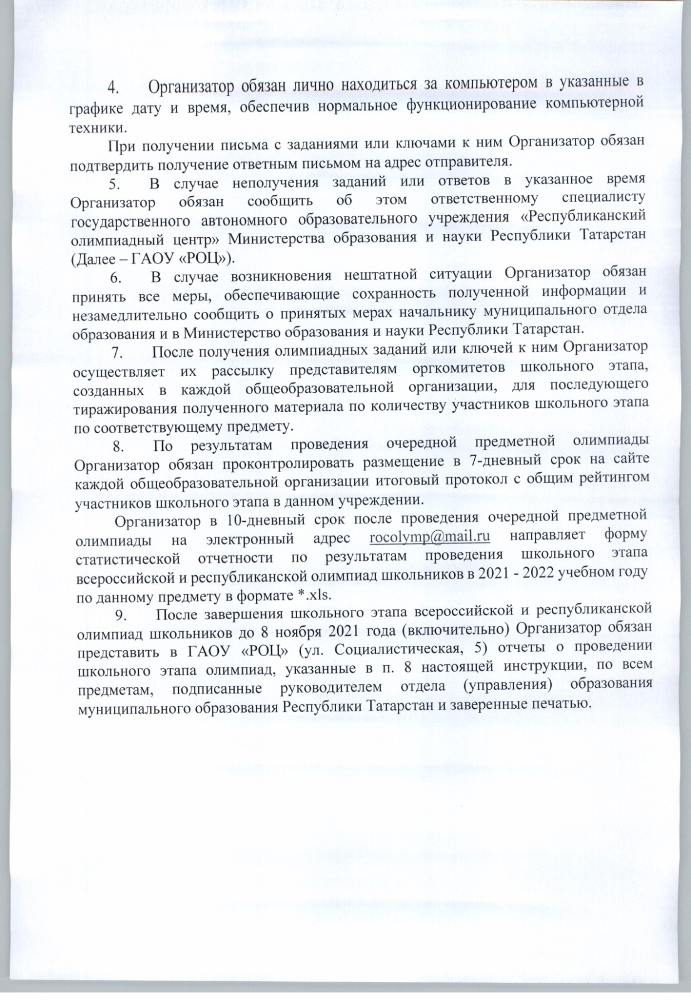 4. Организатор обязан лично находиться за компьютером в указанные в
графике дату и время, обеспечив нормальное функционирование компьютерной
техники.
При получении письма с заданиями или ключами к ним Организатор обязан
подтвердить получение ответным письмом на адрес отправителя.
5. В случае неполучения заданий или ответов в указанное время
Организатор обязан сообщить об этом ответственному специалисту
государственного автономного образовательного учреждения «Республиканский
олимпиадный центр» Министерства образования и науки Республики Татарстан
(Далее – ГАОУ «РОЦ»).
6. В случае возникновения нештатной ситуации Организатор обязан
принять все меры, обеспечивающие сохранность полученной информации и
незамедлительно сообщить о принятых мерах начальнику муниципального отдела
образования и в Министерство образования и науки Республики Татарстан.
7. После получения олимпиадных заданий или ключей к ним Организатор
осуществляет их рассылку представителям оргкомитетов школьного этапа,
созданных в каждой общеобразовательной организации, для последующего
тиражирования полученного материала по количеству участников школьного этапа
по соответствующему предмету.
8. По результатам проведения очередной предметной олимпиады
Организатор обязан проконтролировать размещение в 7-дневный срок на сайте
каждой общеобразовательной организации итоговый протокол с общим рейтингом
участников школьного этапа в данном учреждении.
Организатор в 10-дневный срок после проведения очередной предметной
олимпиады на электронный адрес rocolymp@mail.ru направляет форму
статистической отчетности по результатам проведения школьного этапа
всероссийской и республиканской олимпиад школьников в 2021 - 2022 учебном году
по данному предмету в формате *.xls.
9. После завершения школьного этапа всероссийской и республиканской
олимпиад школьников до 8 ноября 2021 года (включительно) Организатор обязан
представить в ГАОУ «РОЦ» (ул. Социалистическая, 5) отчеты о проведении
школьного этапа олимпиад, указанные в п. 8 настоящей инструкции, по всем
предметам, подписанные руководителем отдела (управления) образования
муниципального образования Республики Татарстан и заверенные печатью.